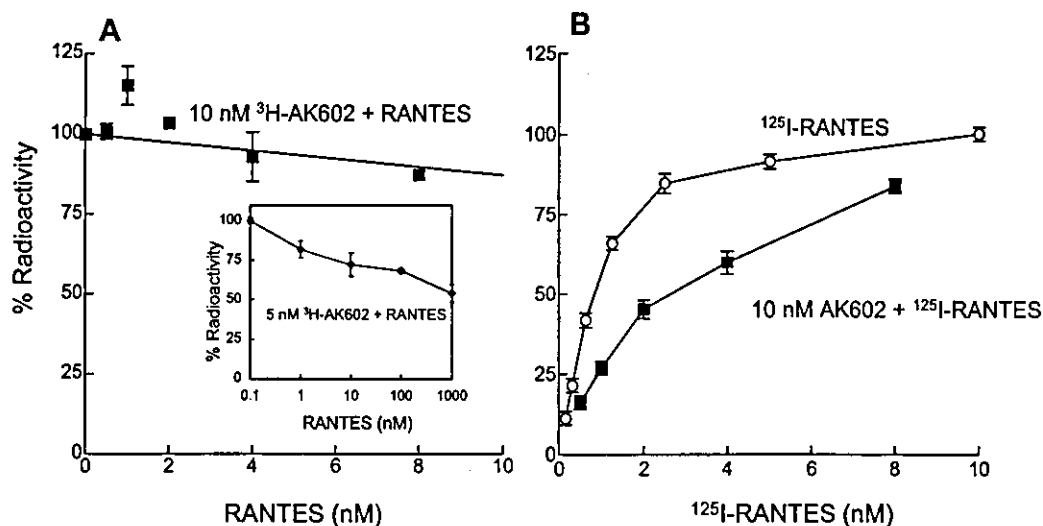 A
125
100
75
50
25
0
% Radioactivity
10 nM ³H-AK602 + RANTES
100
75
50
25
0
% Radioactivity
5 nM ³H-AK602 + RANTES
0.1 1 10 100 1000
RANTES (nM)
0 2 4 6 8 10
RANTES (nM)
B
125
100
75
50
25
0
¹²⁵I-RANTES
10 nM AK602 + ¹²⁵I-RANTES
0 2 4 6 8 10
¹²⁵I-RANTES (nM)